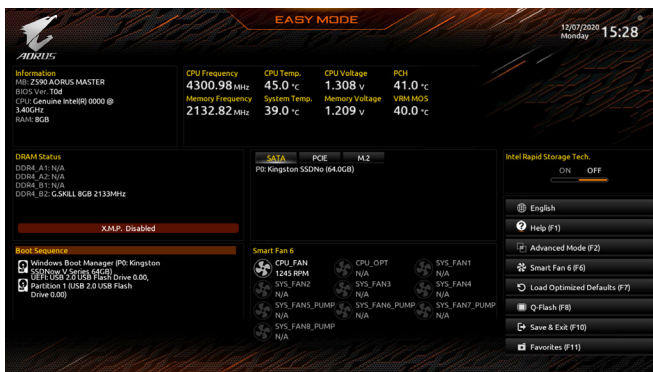 EASY MODE
12/07/2020
Monday
15:28
AORUS
Information
MB: Z590 AORUS MASTER
BIOS Ver. T0d
CPU: Genuine Intel(R) 0000 @
3.40GHz
RAM: 8GB
CPU Frequency
4300.98 MHz
CPU Temp.
45.0 °C
CPU Voltage
1.308 V
PCH
41.0 °C
Memory Frequency
2132.82 MHz
System Temp.
39.0 °C
Memory Voltage
1.209 V
VRM MOS
40.0 °C
DRAM Status
DDR4_A1: N/A
DDR4_A2: N/A
DDR4_B1: N/A
DDR4_B2: G.SKILL 8GB 2133MHz
X.M.P. Disabled
SATA PCIE M.2
P0: Kingston SSDNo (64.0GB)
Intel Rapid Storage Tech.
ON OFF
English
Help (F1)
Advanced Mode (F2)
Smart Fan 6 (F6)
Load Optimized Defaults (F7)
Q-Flash (F8)
Save & Exit (F10)
Favorites (F11)
Boot Sequence
Windows Boot Manager (P0: Kingston
SSDNow V Series 64GB)
UEFI: USB 2.0 USB Flash Drive 0.00,
Partition 1 (USB 2.0 USB Flash
Drive 0.00)
Smart Fan 6
CPU_FAN
1245 RPM
CPU_OPT
N/A
SYS_FAN1
N/A
SYS_FAN2
N/A
SYS_FAN3
N/A
SYS_FAN4
N/A
SYS_FAN5_PUMP
N/A
SYS_FAN6_PUMP
N/A
SYS_FAN7_PUMP
N/A
SYS_FAN8_PUMP
N/A